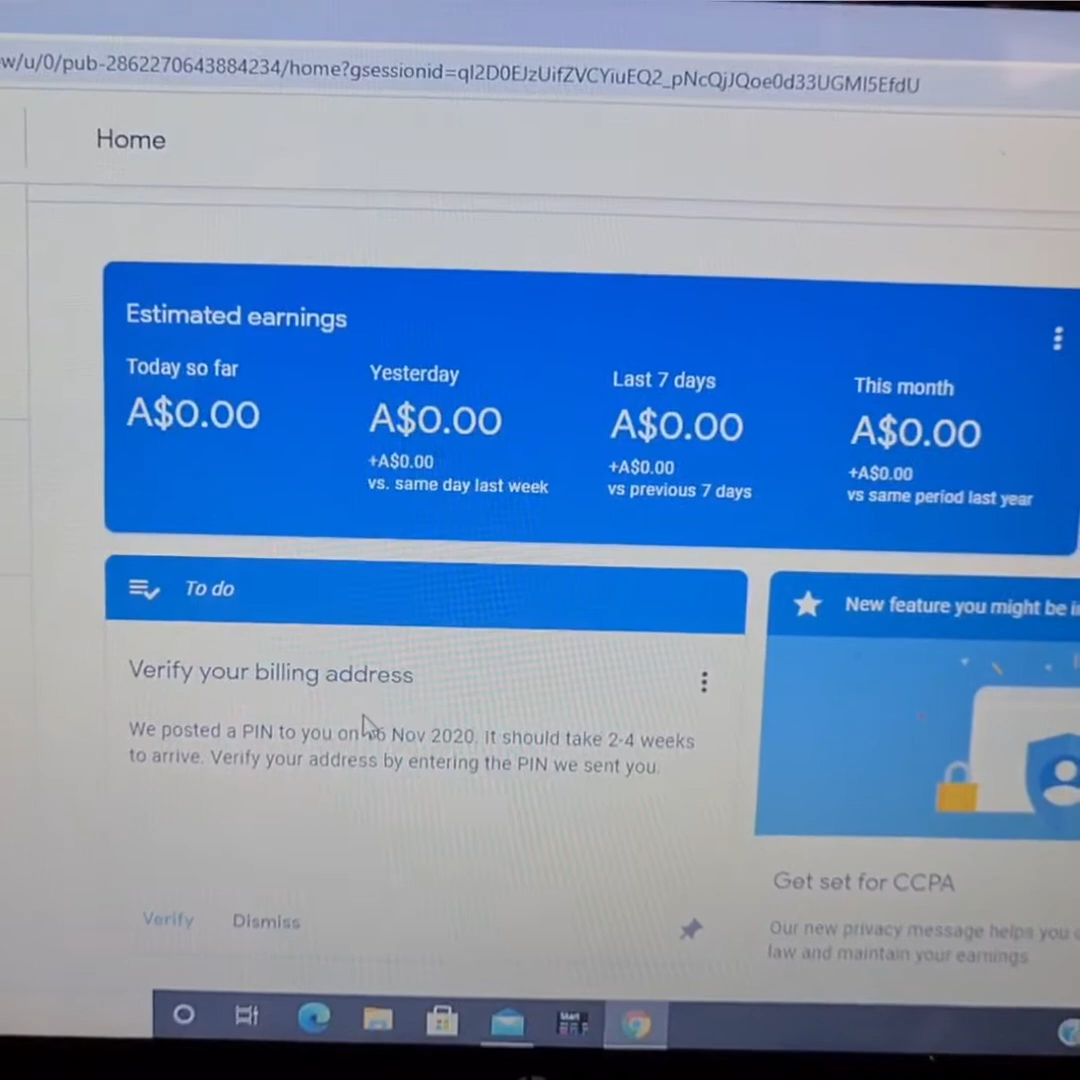 w/u/0/pub-2862270643884234/home?gsessionid=ql2D0EJzUifZVCYiuEQ2_pNcQjJQoe0d33UGMI5EfdU
Home
Estimated earnings
Today so far
A$0.00
Yesterday
A$0.00
+A$0.00
vs. same day last week
Last 7 days
A$0.00
+A$0.00
vs previous 7 days
This month
A$0.00
+A$0.00
vs same period last year
To do
Verify your billing address
We posted a PIN to you on Nov 2020. It should take 2-4 weeks
to arrive. Verify your address by entering the PIN we sent you.
Verify
Dismiss
New feature you might be
Get set for CCPA
Our new privacy message helps you
law and maintain your earnings
Start